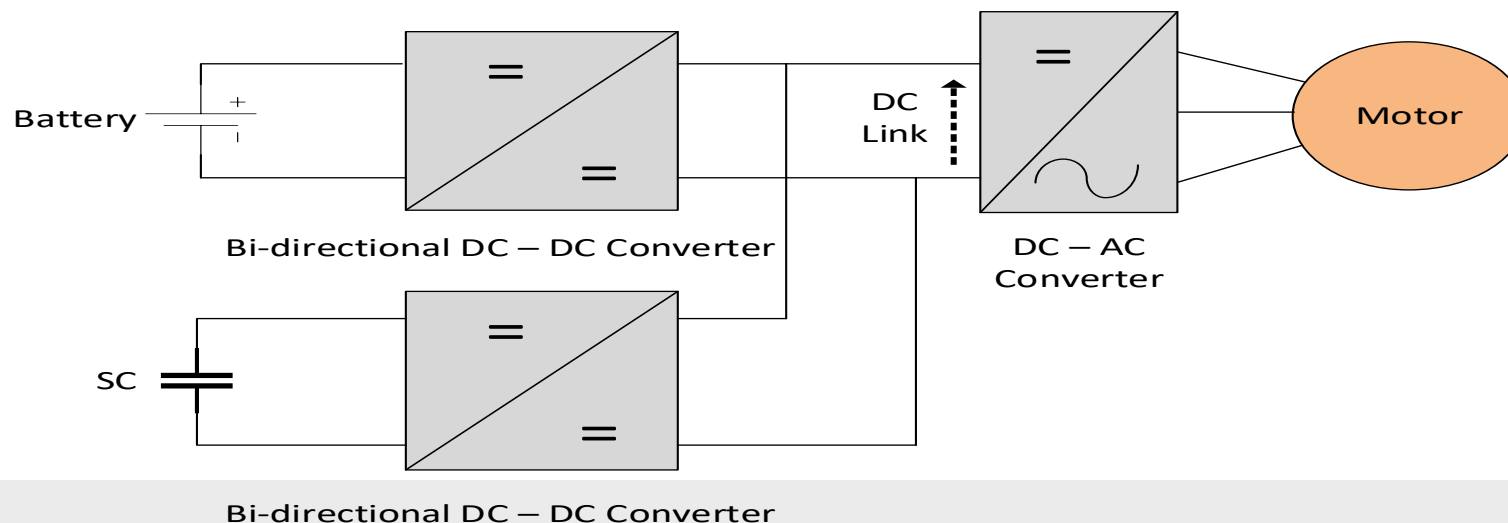 Battery
+
Bi-directional DC – DC Converter
DC
Link
DC – AC
Converter
Motor
SC
Bi-directional DC – DC Converter